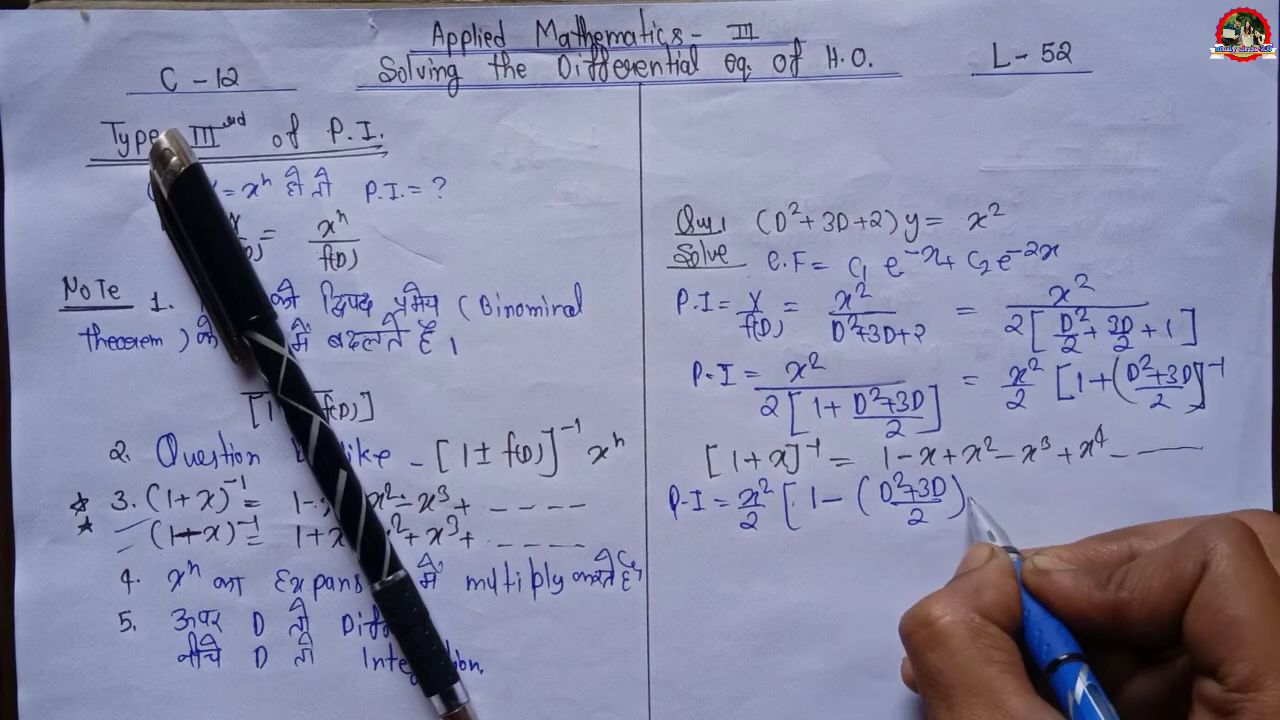 Applied Mathematics - III
C - 12
Solving the Differential eq. of H.O.
L - 52
Type III of P.I.
= xⁿ हो तो P.I. = ?
= xⁿ / f(D)
NOTE 1. को द्विपद प्रमेय (Binomiral
theorem) के में बदलते हैं।
f(D)]
2. Question like - [1 ± f(D)]⁻¹ xⁿ
3. (1+x)⁻¹ = 1 - x² - x³ + ----
(1-x)⁻¹ = 1+x + x³ + ----
4. xⁿ का में multiply करते हैं,
5. ऊपर D तो
नीचे D तो
Que.1 (D²+3D+2)y = x²
Solve C.F = C₁ e⁻ˣ + C₂ e⁻²ˣ
P.I = X/f(D) = x²/(D²+3D+2) = x² / 2[D²/2 + 3D/2 + 1]
P.I = x² / 2[1 + (D²+3D)/2] = x²/2 [1+(D²+3D/2)]⁻¹
[1+x]⁻¹ = 1-x+x²-x³+x⁴ - ----
P.I = x²/2 [1 - (D²+3D/2)